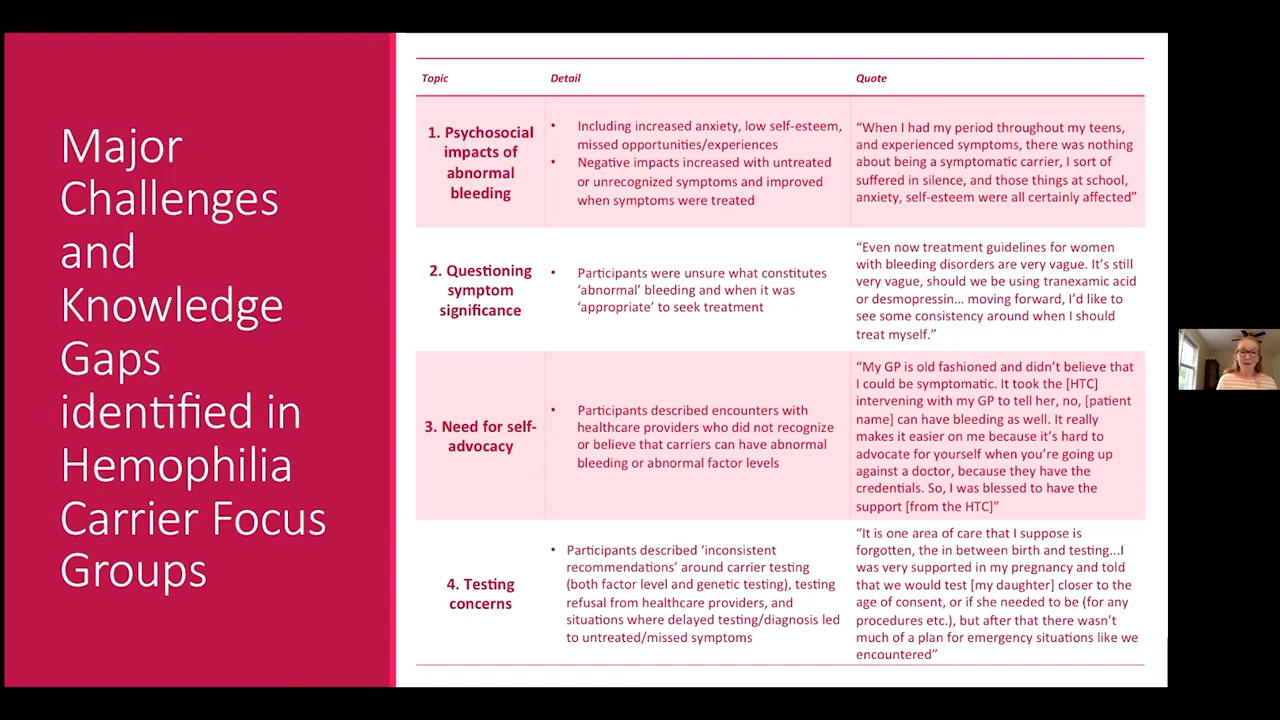 Major
Challenges
and
Knowledge
Gaps
identified in
Hemophilia
Carrier Focus
Groups
Topic
Detail
Quote
1. Psychosocial
impacts of
abnormal
bleeding
• Including increased anxiety, low self-esteem,
missed opportunities/experiences
• Negative impacts increased with untreated
or unrecognized symptoms and improved
when symptoms were treated
“When I had my period throughout my teens,
and experienced symptoms, there was nothing
about being a symptomatic carrier, I sort of
suffered in silence, and those things at school,
anxiety, self-esteem were all certainly affected”
2. Questioning
symptom
significance
• Participants were unsure what constitutes
‘abnormal’ bleeding and when it was
‘appropriate’ to seek treatment
“Even now treatment guidelines for women
with bleeding disorders are very vague. It’s still
very vague, should we be using tranexamic acid
or desmopressin… moving forward, I’d like to
see some consistency around when I should
treat myself.”
3. Need for self-
advocacy
• Participants described encounters with
healthcare providers who did not recognize
or believe that carriers can have abnormal
bleeding or abnormal factor levels
“My GP is old fashioned and didn’t believe that
I could be symptomatic. It took the [HTC]
intervening with my GP to tell her, no, [patient
name] can have bleeding as well. It really
makes it easier on me because it’s hard to
advocate for yourself when you’re going up
against a doctor, because they have the
credentials. So, I was blessed to have the
support [from the HTC]”
4. Testing
concerns
• Participants described ‘inconsistent
recommendations’ around carrier testing
(both factor level and genetic testing), testing
refusal from healthcare providers, and
situations where delayed testing/diagnosis led
to untreated/missed symptoms
“It is one area of care that I suppose is
forgotten, the in between birth and testing…I
was very supported in my pregnancy and told
that we would test [my daughter] closer to the
age of consent, or if she needed to be (for any
procedures etc.), but after that there wasn’t
much of a plan for emergency situations like we
encountered”